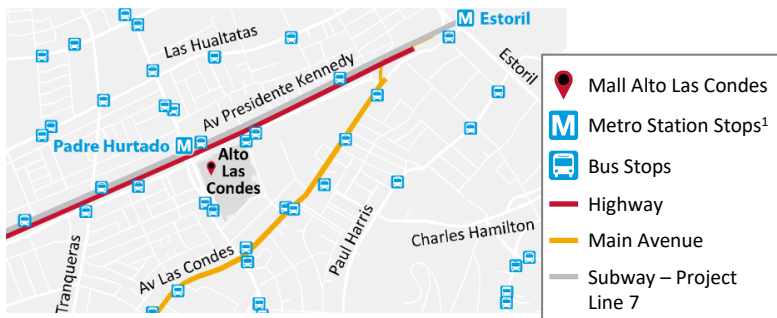 M Estoril
Las Hualtatas
Estoril
Av Presidente Kennedy
Padre Hurtado M
Alto
Las
Condes
Paul Harris
Charles Hamilton
Av Las Condes
Tranqueras
Mall Alto Las Condes
M Metro Station Stops¹
Bus Stops
Highway
Main Avenue
Subway – Project
Line 7